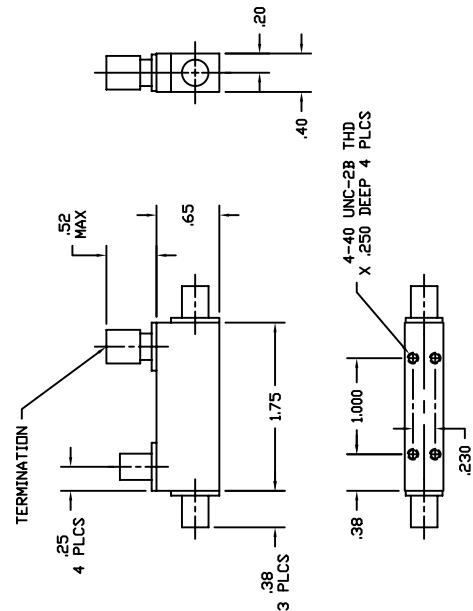 TERMINATION
.52
MAX
.25
4 PLCS
.65
1.75
.38
3 PLCS
.20
.40
4-40 UNC-2B THD
X .250 DEEP 4 PLCS
1.000
.38
.230